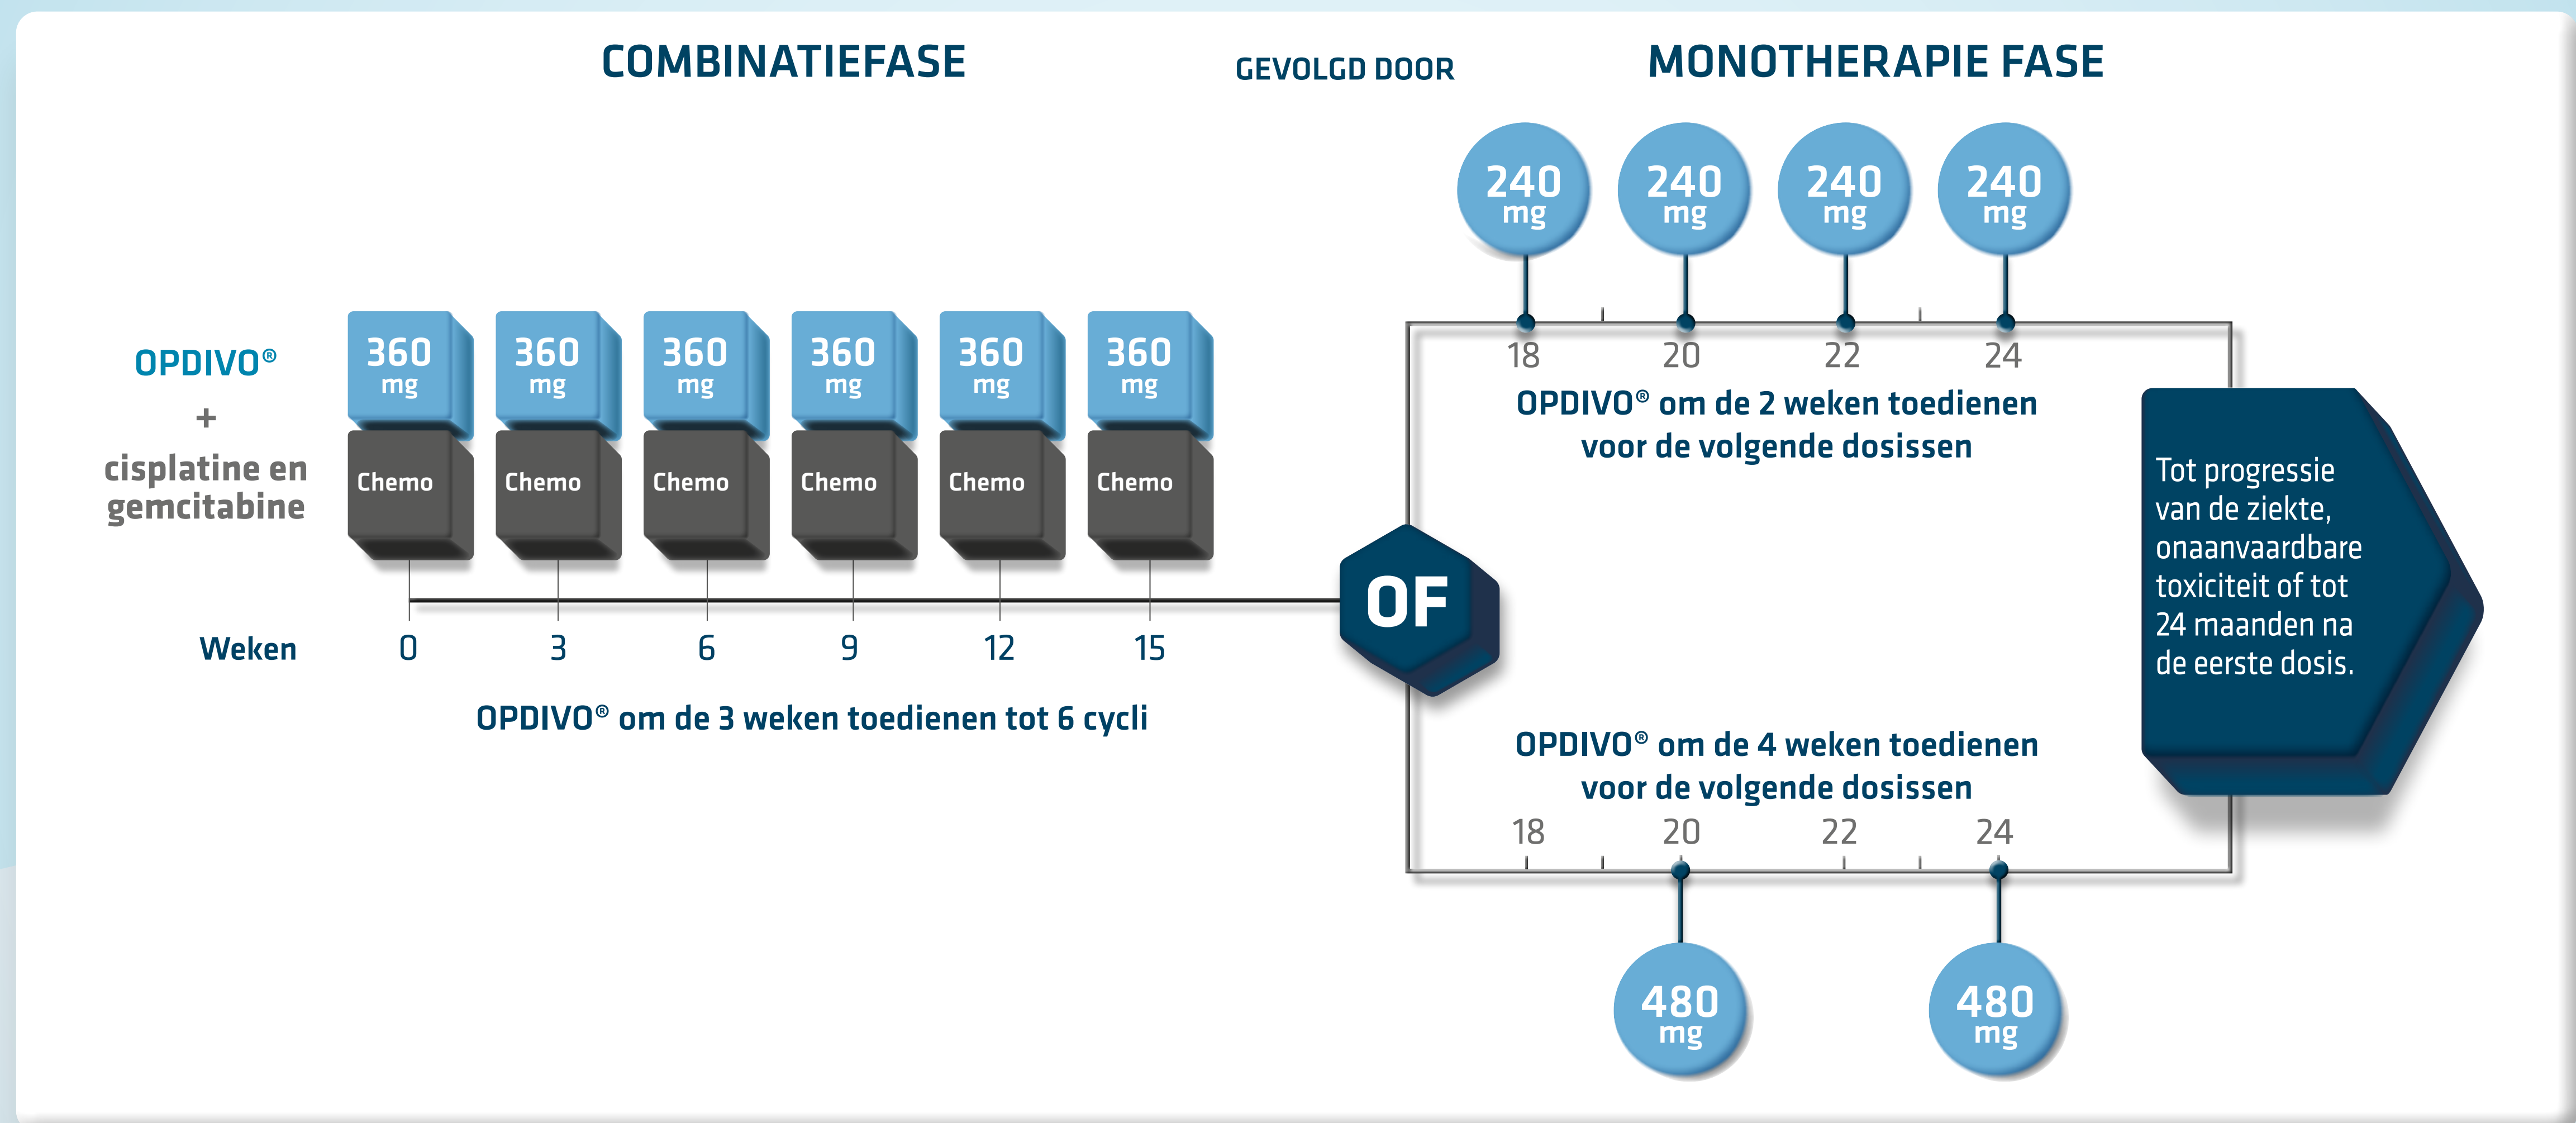 COMBINATIEFASE
GEVOLGD DOOR
MONOTHERAPIE FASE
OPDIVO®
+
cisplatine en
gemcitabine
360 mg
360 mg
360 mg
360 mg
360 mg
360 mg
Chemo
Chemo
Chemo
Chemo
Chemo
Chemo
Weken
0
3
6
9
12
15
OPDIVO® om de 3 weken toedienen tot 6 cycli
OF
240 mg
240 mg
240 mg
240 mg
18
20
22
24
OPDIVO® om de 2 weken toedienen
voor de volgende dosissen
OPDIVO® om de 4 weken toedienen
voor de volgende dosissen
18
20
22
24
480 mg
480 mg
Tot progressie
van de ziekte,
onaanvaardbare
toxiciteit of tot
24 maanden na
de eerste dosis.